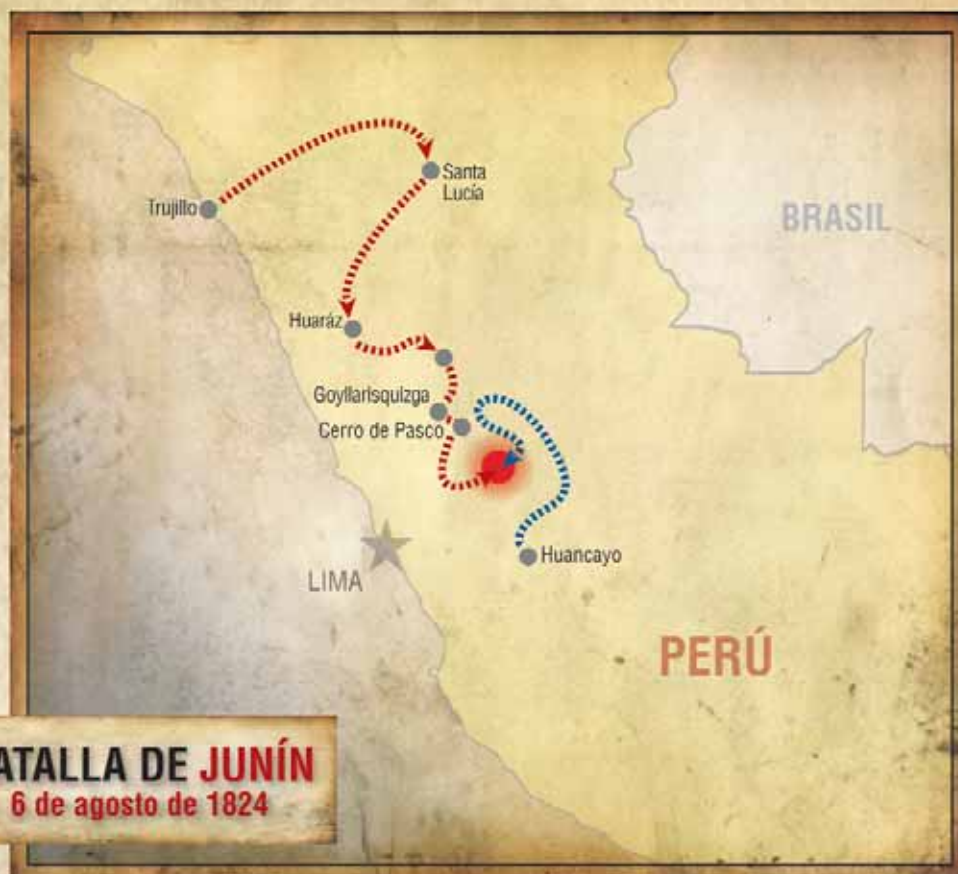 Trujillo
Santa
Lucía
BRASIL
Huaráz
Goyllarisquizga
Cerro de Pasco
Huancayo
LIMA
PERÚ
ATALLA DE JUNÍN
6 de agosto de 1824